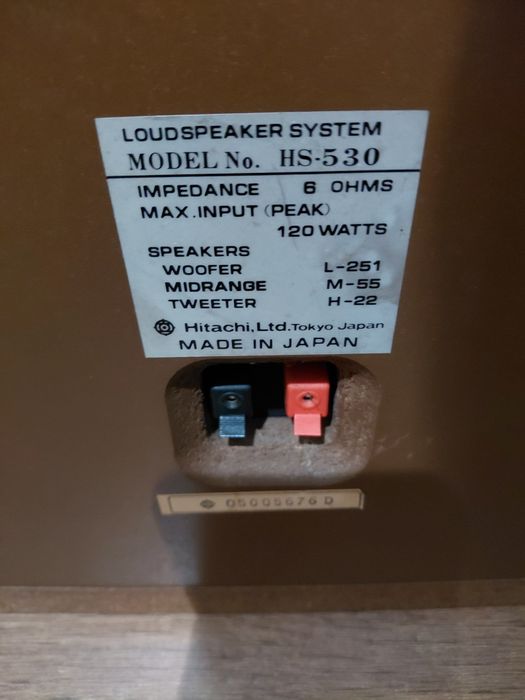 LOUDSPEAKER SYSTEM
MODEL No. HS-530
IMPEDANCE 6 OHMS
MAX.INPUT (PEAK)
120 WATTS
SPEAKERS
WOOFER L-251
MIDRANGE M-55
TWEETER H-22
Hitachi, Ltd. Tokyo Japan
MADE IN JAPAN
05005676 D